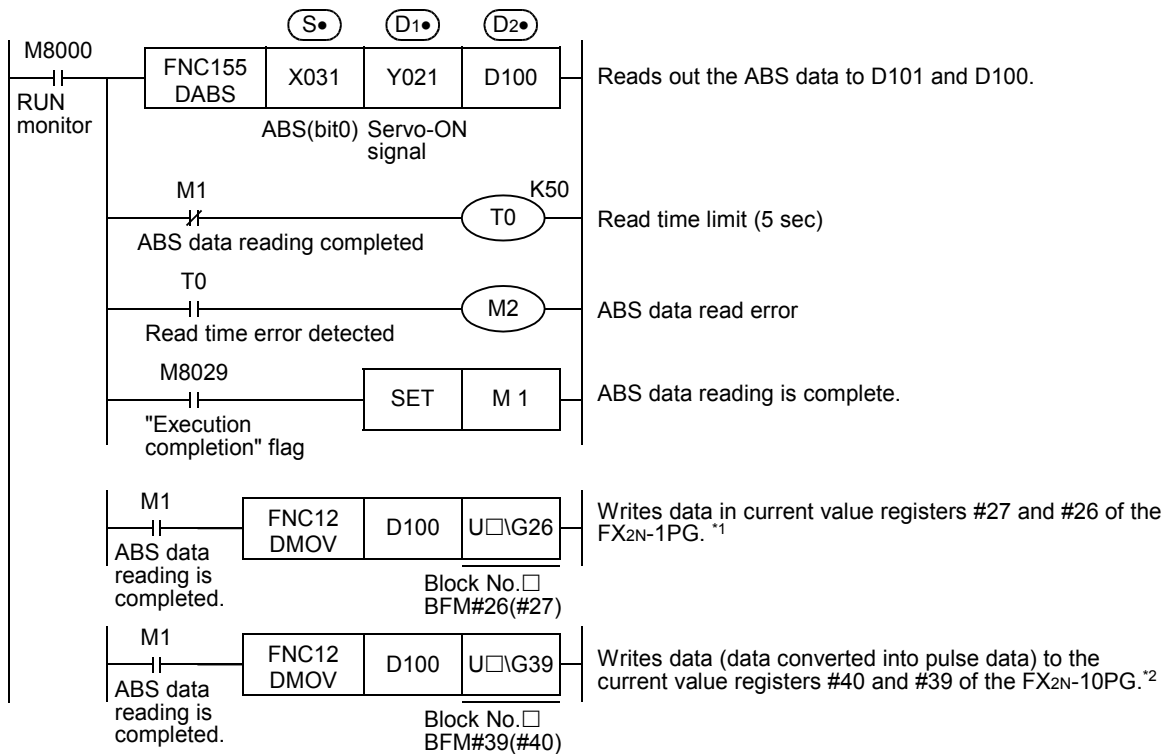 S• D1• D2•
M8000
FNC155 DABS X031 Y021 D100
Reads out the ABS data to D101 and D100.
RUN
monitor
ABS(bit0) Servo-ON
signal
M1 K50
T0 Read time limit (5 sec)
ABS data reading completed
T0
M2 ABS data read error
Read time error detected
M8029
SET M 1 ABS data reading is complete.
"Execution
completion" flag
M1
FNC12 DMOV D100 U□\G26
Writes data in current value registers #27 and #26 of the
FX2N-1PG. *1
ABS data
reading is
completed.
Block No.□
BFM#26(#27)
M1
FNC12 DMOV D100 U□\G39
Writes data (data converted into pulse data) to the
current value registers #40 and #39 of the FX2N-10PG.*2
ABS data
reading is
completed.
Block No.□
BFM#39(#40)